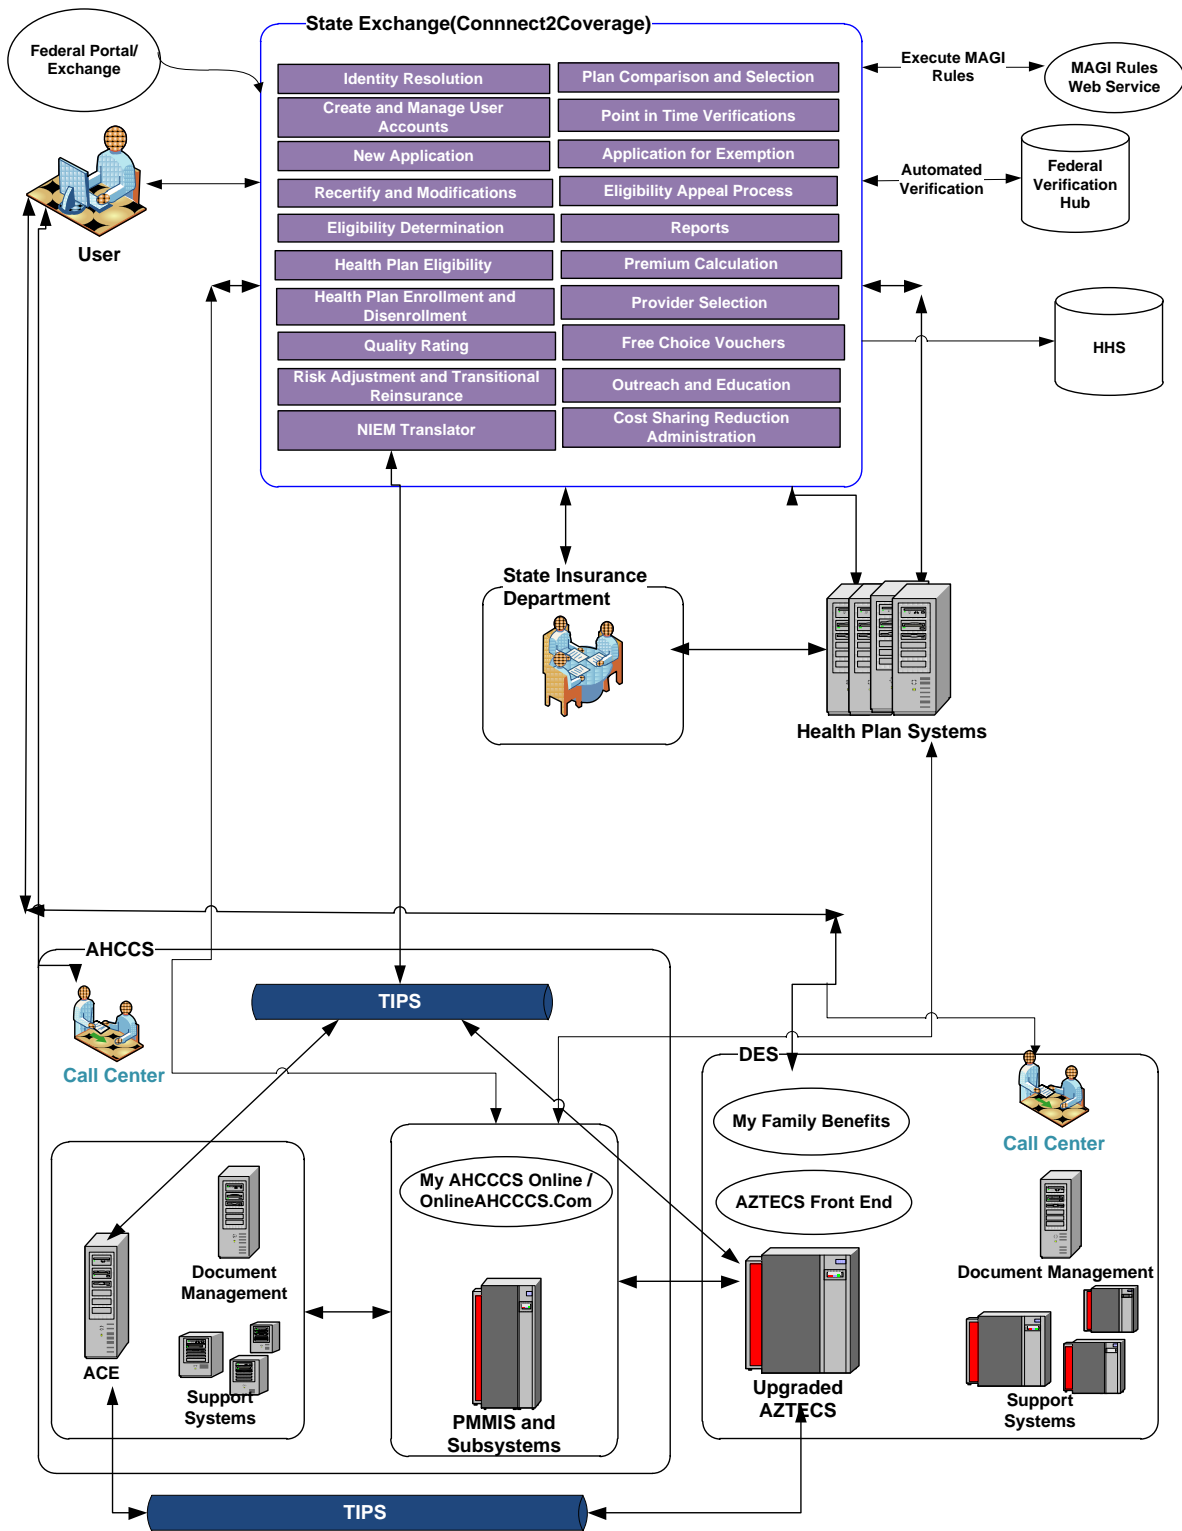 State Exchange(Connnect2Coverage)
Federal Portal/
Exchange
Identity Resolution
Create and Manage User
Accounts
New Application
Recertify and Modifications
Eligibility Determination
Health Plan Eligibility
Health Plan Enrollment and
Disenrollment
Quality Rating
Risk Adjustment and Transitional
Reinsurance
NIEM Translator
Plan Comparison and Selection
Point in Time Verifications
Application for Exemption
Eligibility Appeal Process
Reports
Premium Calculation
Provider Selection
Free Choice Vouchers
Outreach and Education
Cost Sharing Reduction
Administration
Execute MAGI
Rules
MAGI Rules
Web Service
Automated
Verification
Federal
Verification
Hub
HHS
User
State Insurance
Department
Health Plan Systems
AHCCS
TIPS
Call Center
DES
My Family Benefits
Call Center
My AHCCCS Online /
OnlineAHCCCS.Com
AZTECS Front End
Document
Management
Document Management
ACE
Support
Systems
PMMIS and
Subsystems
Upgraded
AZTECS
Support
Systems
TIPS